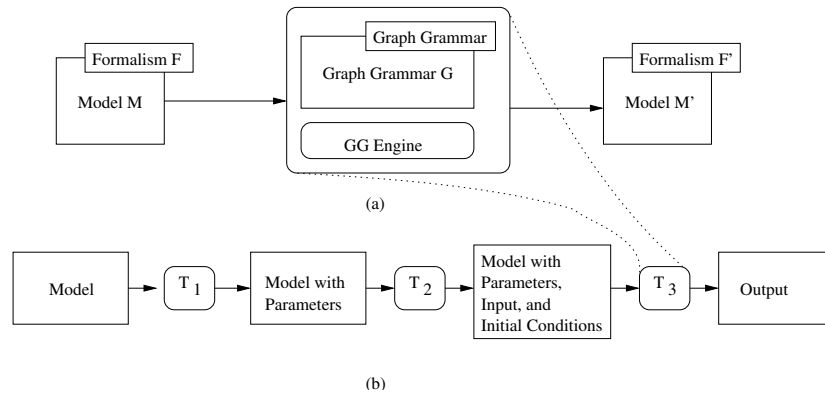 Formalism F
Model M
Graph Grammar
Graph Grammar G
GG Engine
Formalism F'
Model M'
(a)
Model
T 1
Model with
Parameters
T 2
Model with
Parameters,
Input, and
Initial Conditions
T 3
Output
(b)